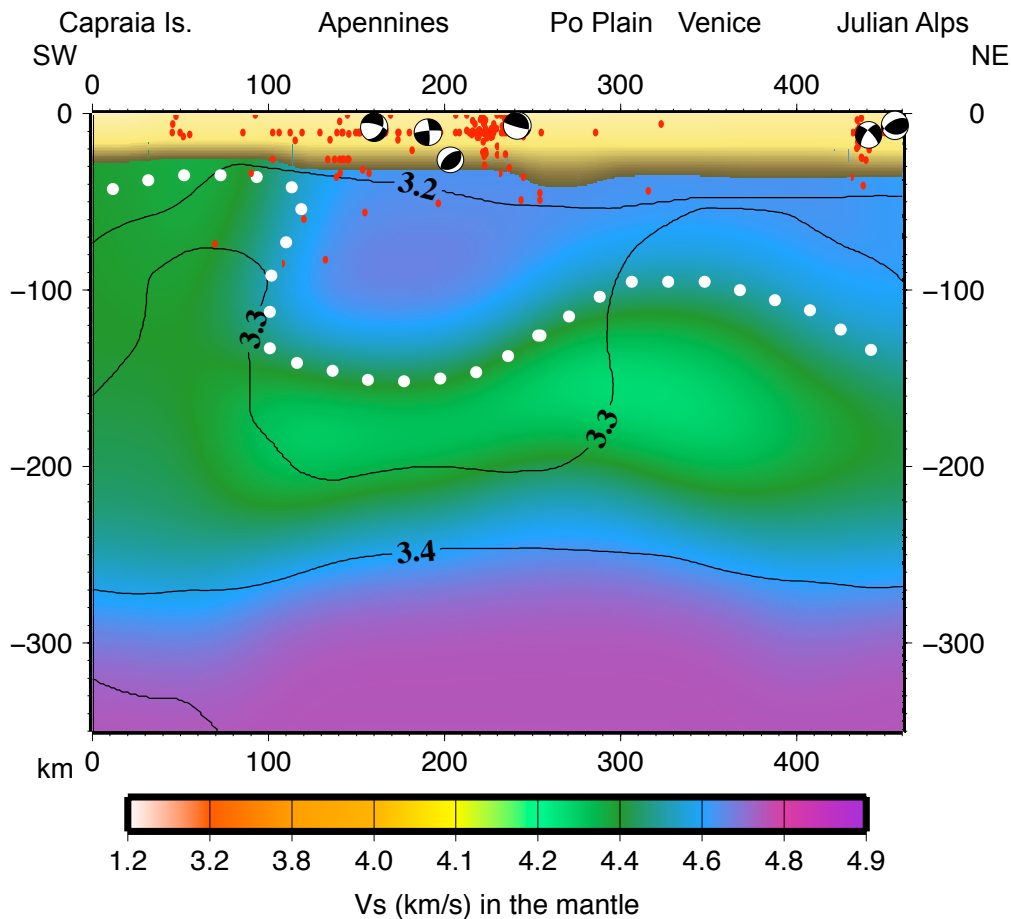 Capraia Is. Apennines Po Plain Venice Julian Alps
SW NE
0 100 200 300 400
0 0
3.2
−100 −100
3.3
3.3
−200 −200
3.4
−300 −300
km 0 100 200 300 400
1.2 3.2 3.8 4.0 4.1 4.2 4.4 4.6 4.8 4.9
Vs (km/s) in the mantle